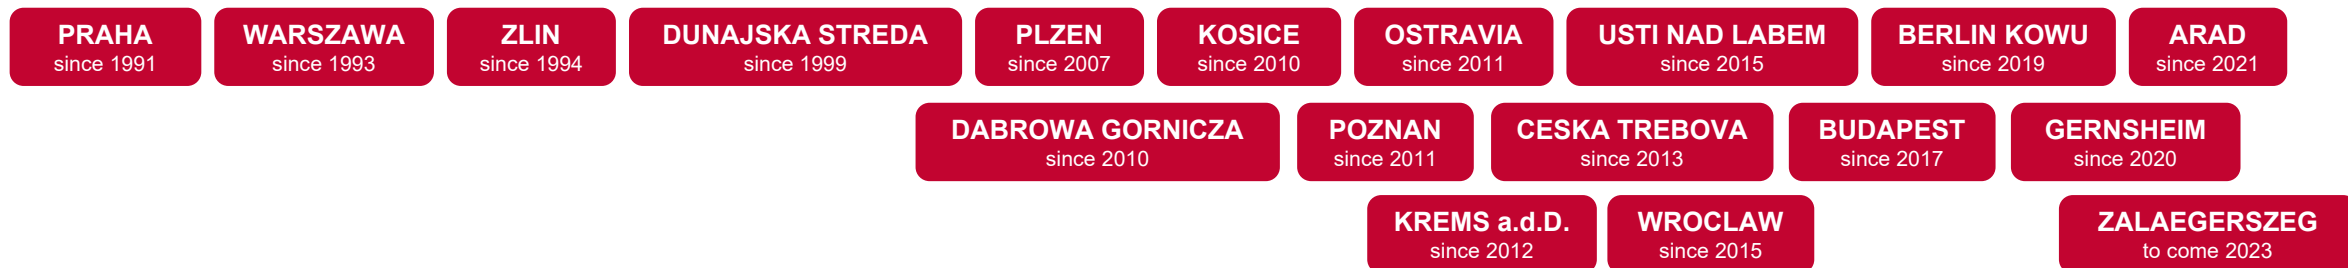 PRAHA
since 1991
WARSZAWA
since 1993
ZLIN
since 1994
DUNAJSKA STREDA
since 1999
PLZEN
since 2007
KOSICE
since 2010
OSTRAVIA
since 2011
USTI NAD LABEM
since 2015
BERLIN KOWU
since 2019
ARAD
since 2021
DABROWA GORNICZA
since 2010
POZNAN
since 2011
CESKA TREBOVA
since 2013
BUDAPEST
since 2017
GERNSHEIM
since 2020
KREMS a.d.D.
since 2012
WROCLAW
since 2015
ZALAEGERSZEG
to come 2023